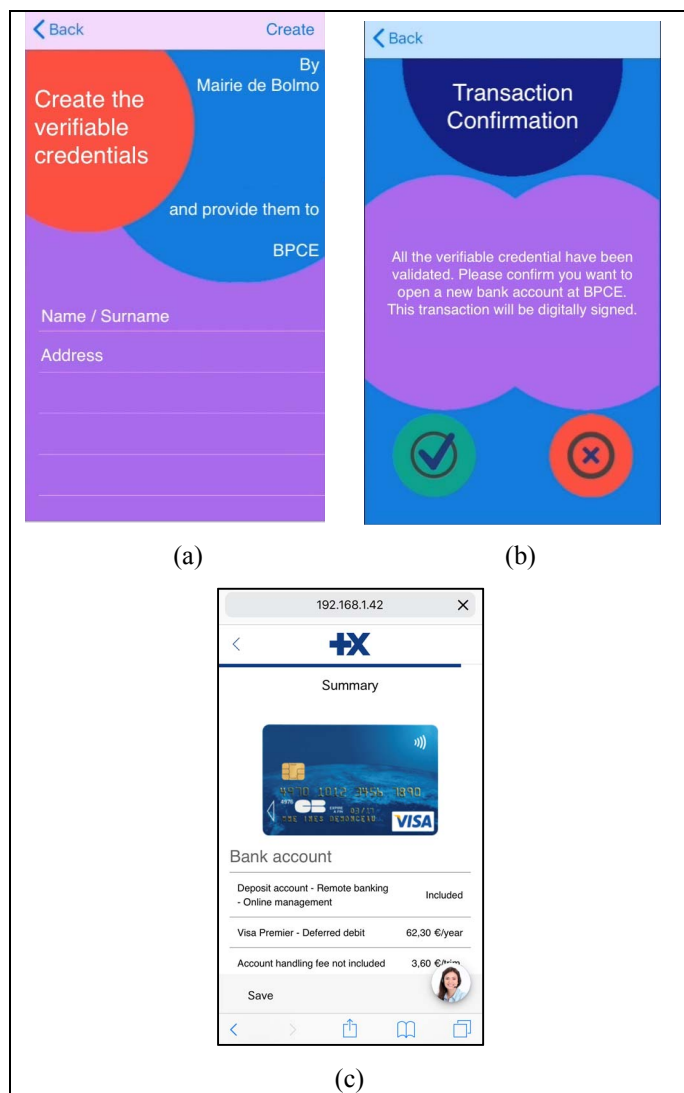 Back
Create
Create the
verifiable
credentials
By
Mairie de Bolmo
and provide them to
BPCE
Name / Surname
Address
(a)
Back
Transaction
Confirmation
All the verifiable credential have been
validated. Please confirm you want to
open a new bank account at BPCE.
This transaction will be digitally signed.
(b)
192.168.1.42
Summary
VISA
Bank account
Deposit account - Remote banking
- Online management
Included
Visa Premier - Deferred debit
62,30 €/year
Account handling fee not included
3,60
Save
(c)